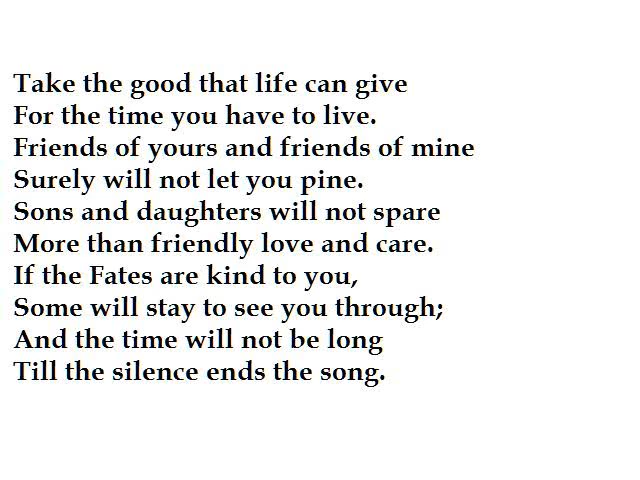 Take the good that life can give
For the time you have to live.
Friends of yours and friends of mine
Surely will not let you pine.
Sons and daughters will not spare
More than friendly love and care.
If the Fates are kind to you,
Some will stay to see you through;
And the time will not be long
Till the silence ends the song.